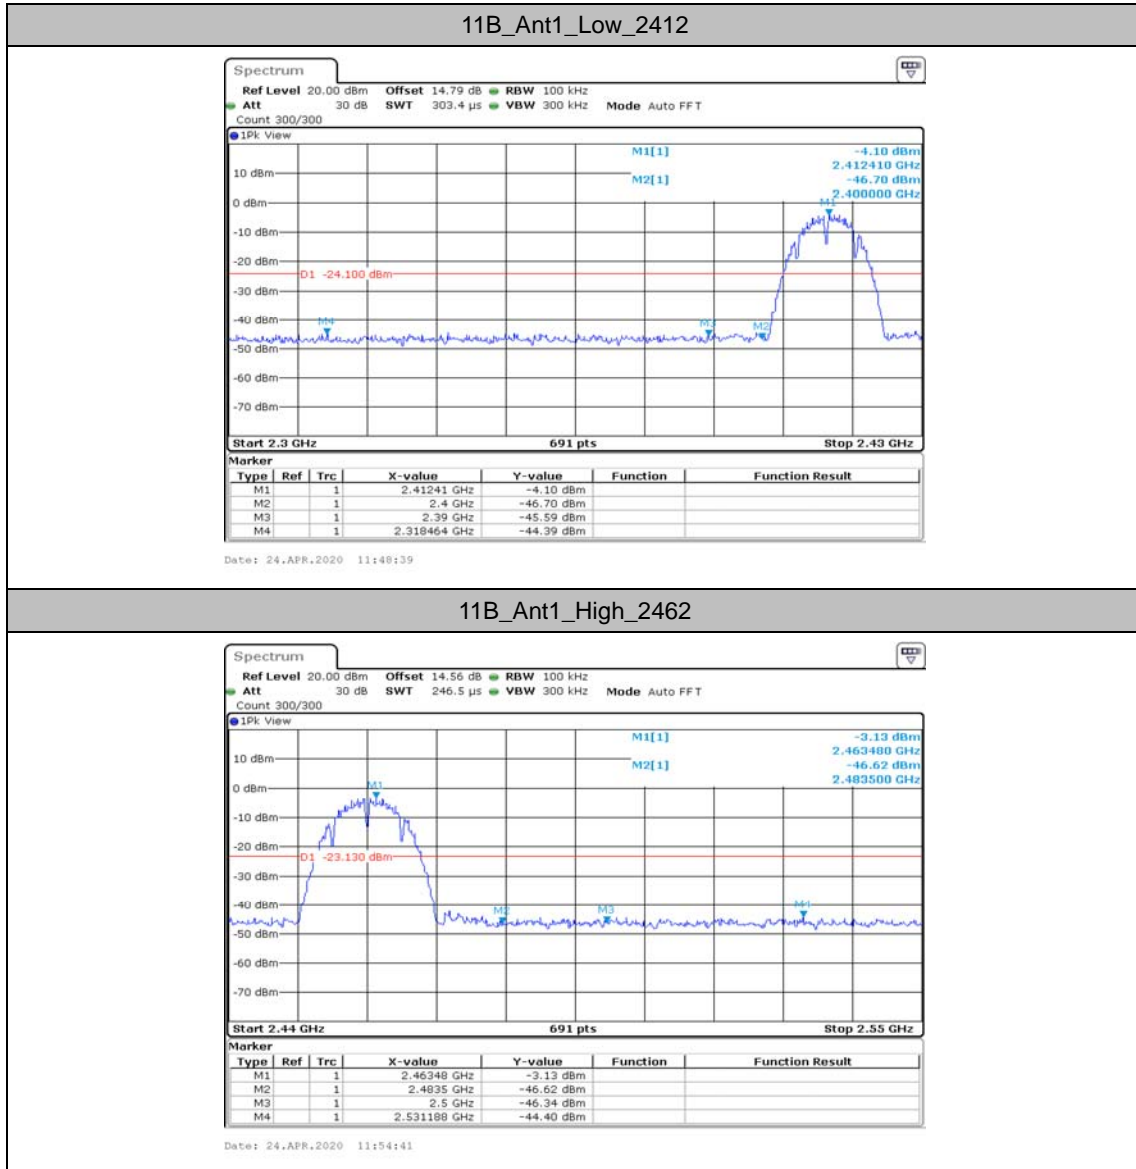 11B_Ant1_Low_2412
Spectrum
Ref Level 20.00 dBm Offset 14.79 dB RBW 100 kHz
Att 30 dB SWT 303.4 µs VBW 300 kHz Mode Auto FFT
Count 300/300
1Pk View
M1[1] -4.10 dBm
2.412410 GHz
M2[1] -46.70 dBm
2.400000 GHz
10 dBm
0 dBm
M1
-10 dBm
-20 dBm
D1 -24.100 dBm
-30 dBm
-40 dBm
M4 M3 M2
-50 dBm
-60 dBm
-70 dBm
Start 2.3 GHz 691 pts Stop 2.43 GHz
Marker
Type Ref Trc X-value Y-value Function Function Result
M1 1 2.41241 GHz -4.10 dBm
M2 1 2.4 GHz -46.70 dBm
M3 1 2.39 GHz -45.59 dBm
M4 1 2.318464 GHz -44.39 dBm
Date: 24.APR.2020 11:48:39
11B_Ant1_High_2462
Spectrum
Ref Level 20.00 dBm Offset 14.56 dB RBW 100 kHz
Att 30 dB SWT 246.5 µs VBW 300 kHz Mode Auto FFT
Count 300/300
1Pk View
M1[1] -3.13 dBm
2.463480 GHz
M2[1] -46.62 dBm
2.483500 GHz
10 dBm
0 dBm
M1
-10 dBm
-20 dBm
D1 -23.130 dBm
-30 dBm
-40 dBm
M2 M3 M4
-50 dBm
-60 dBm
-70 dBm
Start 2.44 GHz 691 pts Stop 2.55 GHz
Marker
Type Ref Trc X-value Y-value Function Function Result
M1 1 2.46348 GHz -3.13 dBm
M2 1 2.4835 GHz -46.62 dBm
M3 1 2.5 GHz -46.34 dBm
M4 1 2.531188 GHz -44.40 dBm
Date: 24.APR.2020 11:54:41